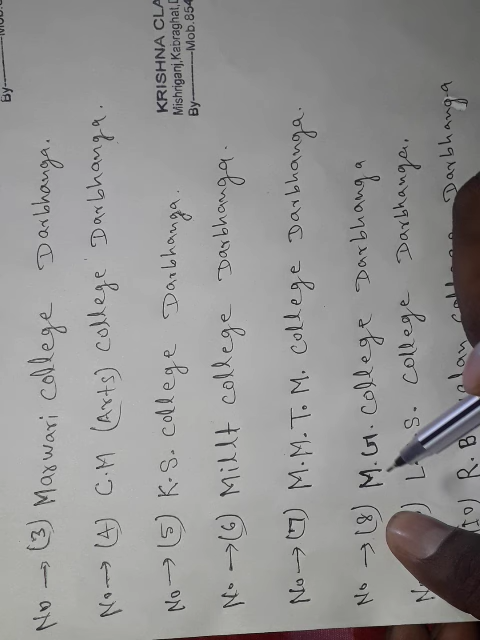 By----------Mob.8
KRISHNA CLA
Mishriganj,Kabraghat,D
By----------Mob.854
No → (3) Marwari college Darbhanga.
No → (4) C.M (Arts) college Darbhanga.
No → (5) K.S. college Darbhanga.
No → (6) Millt college Darbhanga.
No → (7) M.M.T.M. college Darbhanga.
No → (8) M.G. college Darbhanga
S. college Darbhanga.
(10) R. B Darbhanga